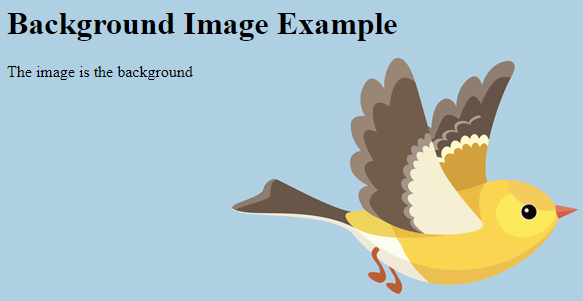 Background Image Example
The image is the background